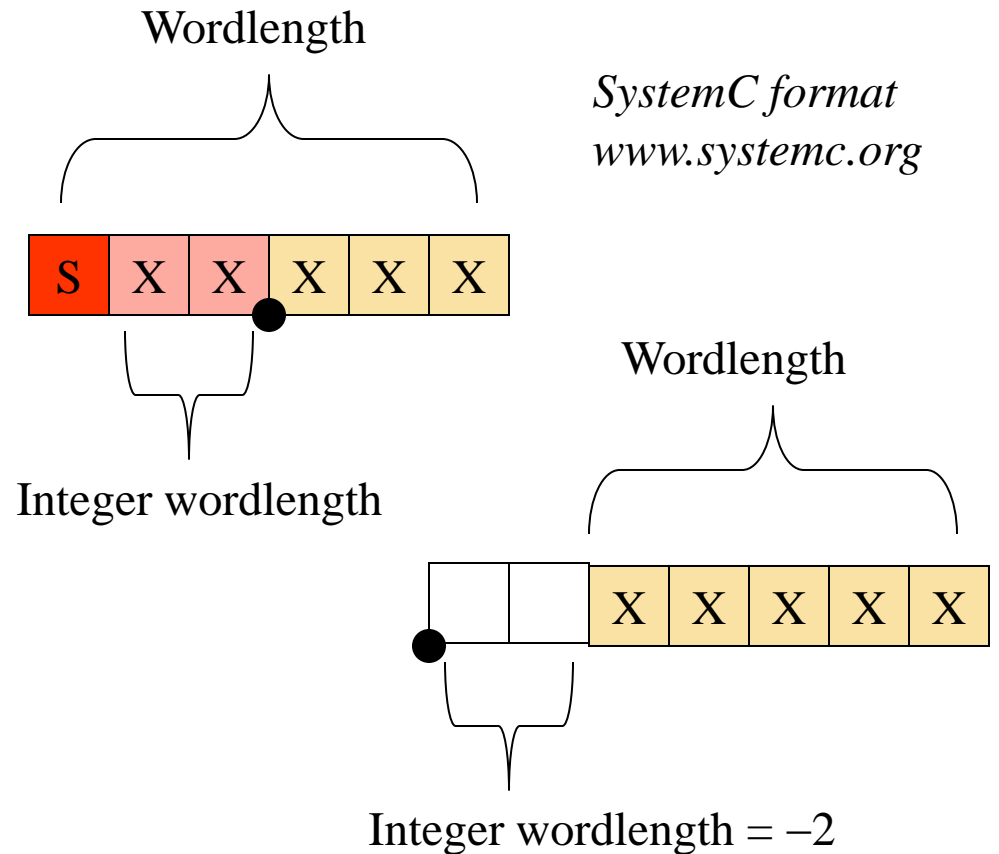 Wordlength
SystemC format
www.systemc.org
S X X X X X
Integer wordlength
Wordlength
X X X X X
Integer wordlength = −2